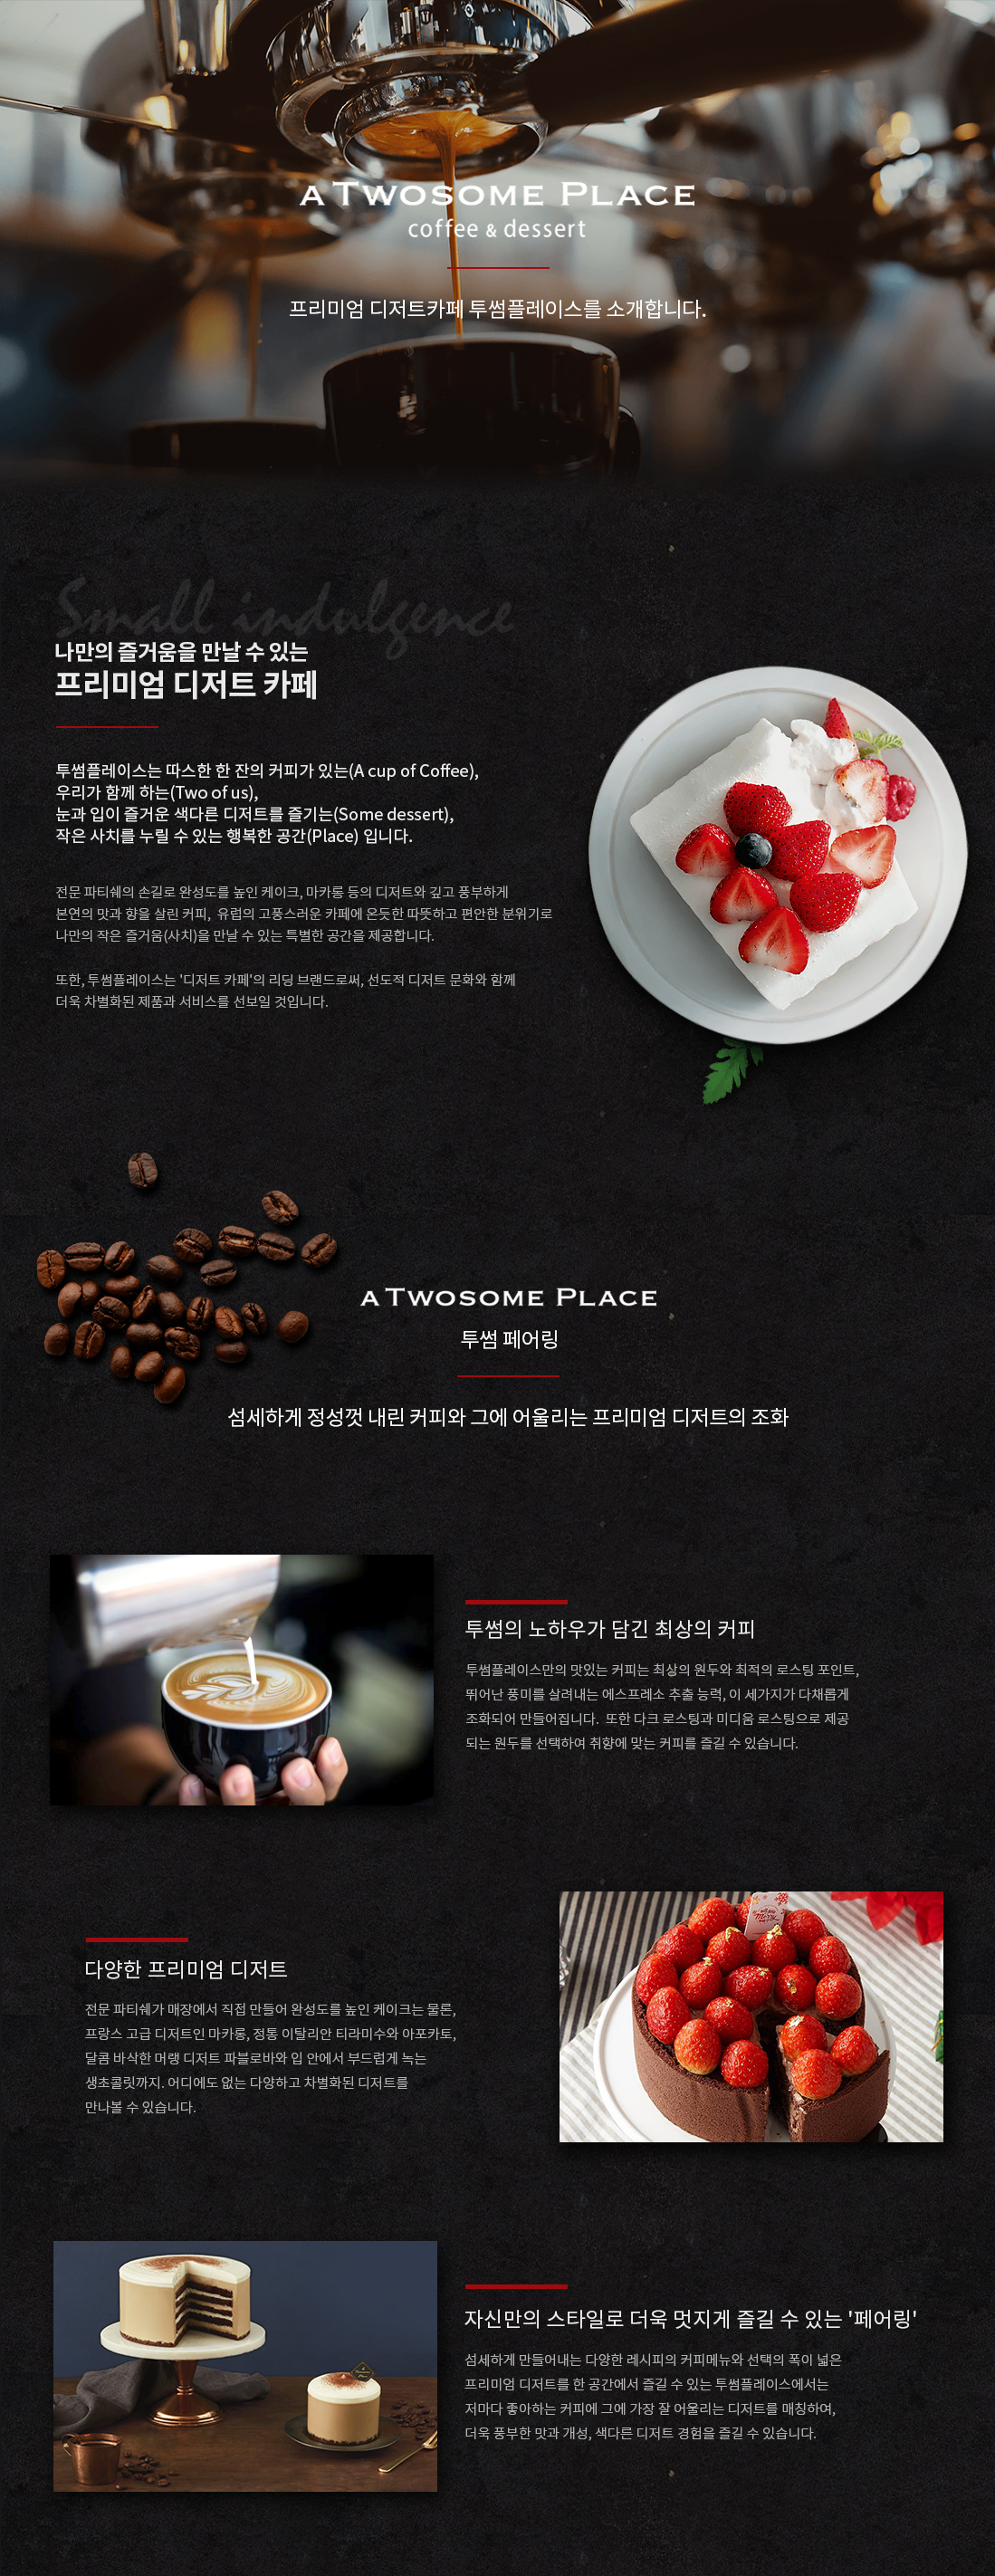 A TWOSOME PLACE
coffee & dessert
프리미엄 디저트카페 투썸플레이스를 소개합니다.
Small indulgence
나만의 즐거움을 만날 수 있는
프리미엄 디저트 카페
투썸플레이스는 따스한 한 잔의 커피가 있는(A cup of Coffee),
우리가 함께 하는(Two of us),
눈과 입이 즐거운 색다른 디저트를 즐기는(Some dessert),
작은 사치를 누릴 수 있는 행복한 공간(Place) 입니다.
전문 파티쉐의 손길로 완성도를 높인 케이크, 마카롱 등의 디저트와 깊고 풍부하게
본연의 맛과 향을 살린 커피, 유럽의 고풍스러운 카페에 온듯한 따뜻하고 편안한 분위기로
나만의 작은 즐거움(사치)을 만날 수 있는 특별한 공간을 제공합니다.
또한, 투썸플레이스는 '디저트 카페'의 리딩 브랜드로써, 선도적 디저트 문화와 함께
더욱 차별화된 제품과 서비스를 선보일 것입니다.
A TWOSOME PLACE
투썸 페어링
섬세하게 정성껏 내린 커피와 그에 어울리는 프리미엄 디저트의 조화
투썸의 노하우가 담긴 최상의 커피
투썸플레이스만의 맛있는 커피는 최상의 원두와 최적의 로스팅 포인트,
뛰어난 풍미를 살려내는 에스프레소 추출 능력, 이 세가지가 다채롭게
조화되어 만들어집니다. 또한 다크 로스팅과 미디움 로스팅으로 제공
되는 원두를 선택하여 취향에 맞는 커피를 즐길 수 있습니다.
다양한 프리미엄 디저트
전문 파티쉐가 매장에서 직접 만들어 완성도를 높인 케이크는 물론,
프랑스 고급 디저트인 마카롱, 정통 이탈리안 티라미수와 아포카토,
달콤 바삭한 머랭 디저트 파블로바와 입 안에서 부드럽게 녹는
생초콜릿까지. 어디에도 없는 다양하고 차별화된 디저트를
만나볼 수 있습니다.
자신만의 스타일로 더욱 멋지게 즐길 수 있는 '페어링'
섬세하게 만들어내는 다양한 레시피의 커피메뉴와 선택의 폭이 넓은
프리미엄 디저트를 한 공간에서 즐길 수 있는 투썸플레이스에서는
저마다 좋아하는 커피에 그에 가장 잘 어울리는 디저트를 매칭하여,
더욱 풍부한 맛과 개성, 색다른 디저트 경험을 즐길 수 있습니다.